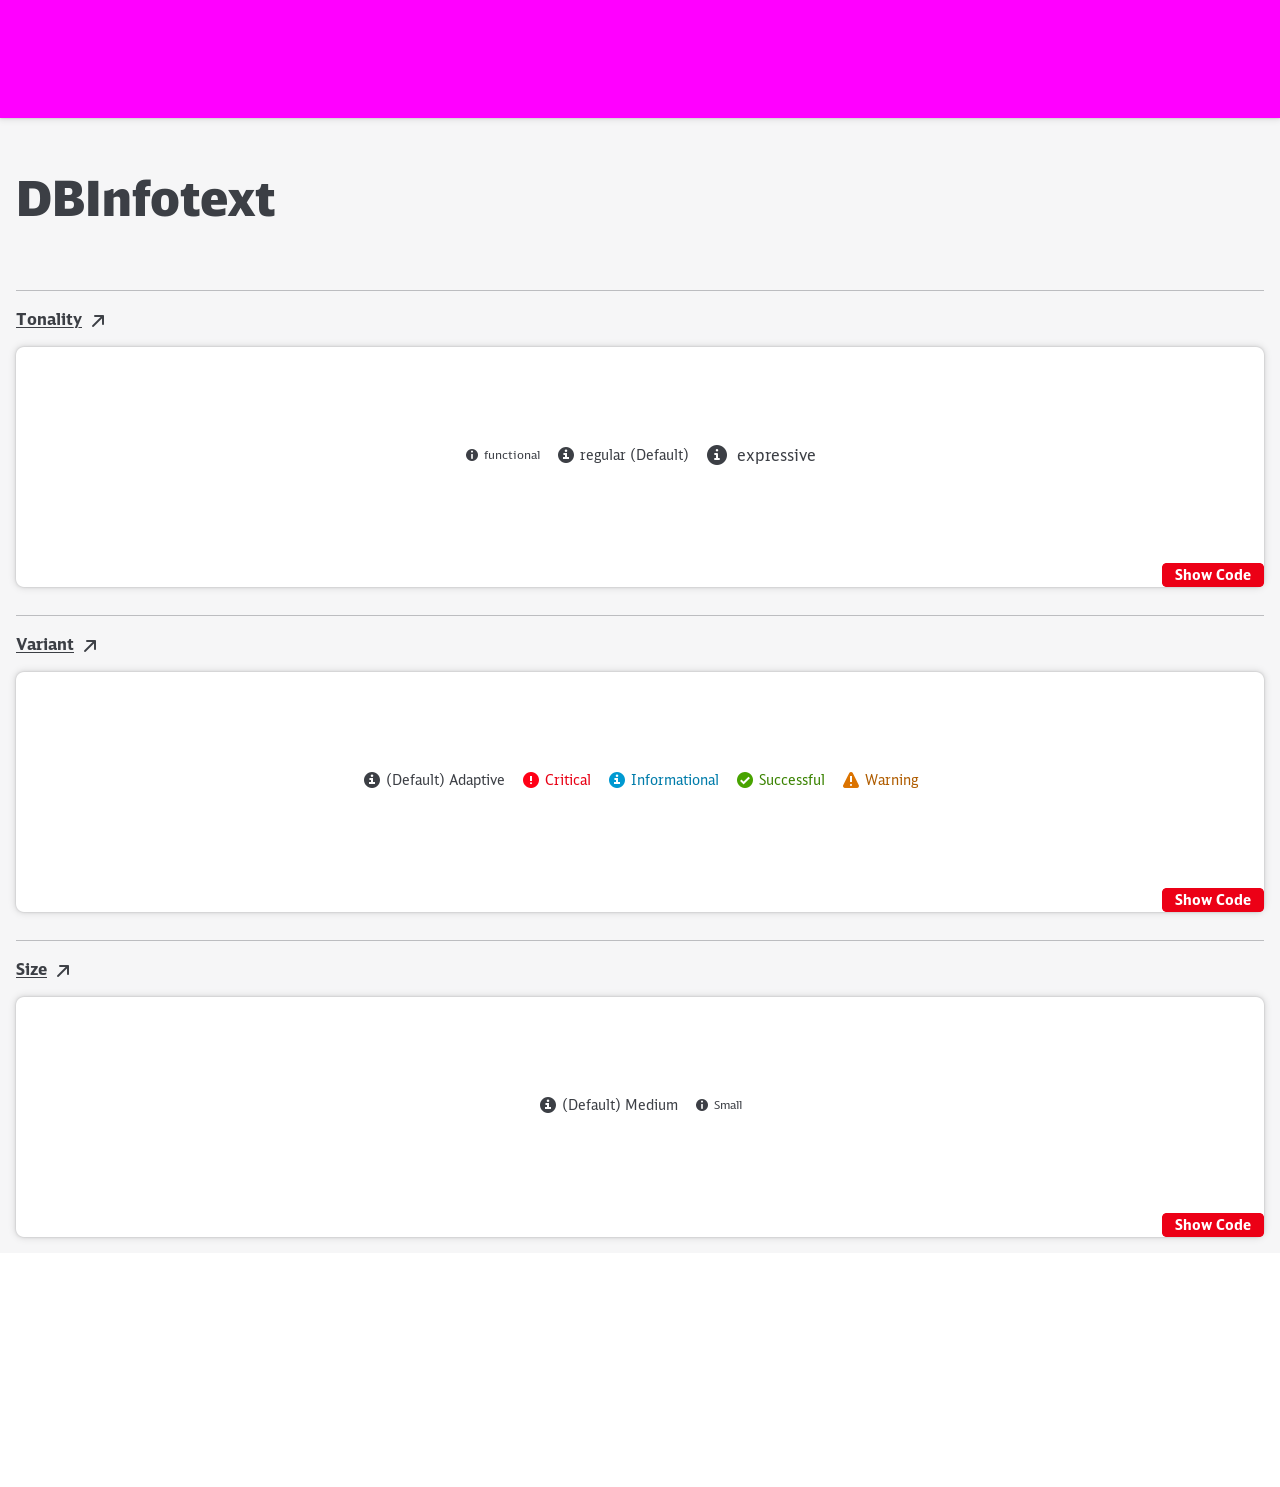 DBInfotext
Tonality
functional regular (Default) expressive
Show Code
Variant
(Default) Adaptive Critical Informational Successful Warning
Show Code
Size
(Default) Medium Small
Show Code